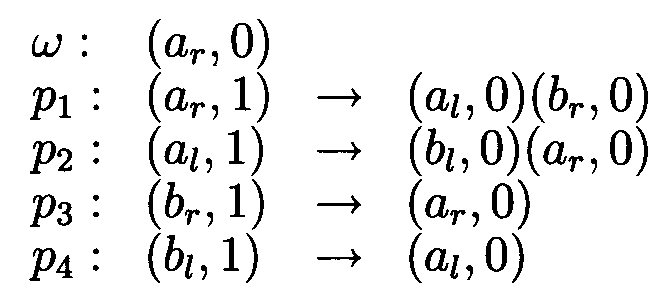 ω : (a_r, 0)
p_1 : (a_r, 1) → (a_l, 0)(b_r, 0)
p_2 : (a_l, 1) → (b_l, 0)(a_r, 0)
p_3 : (b_r, 1) → (a_r, 0)
p_4 : (b_l, 1) → (a_l, 0)